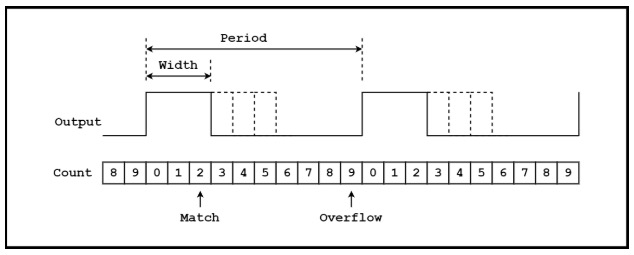 Period
Width
Output
Count 8 9 0 1 2 3 4 5 6 7 8 9 0 1 2 3 4 5 6 7 8 9
Match Overflow